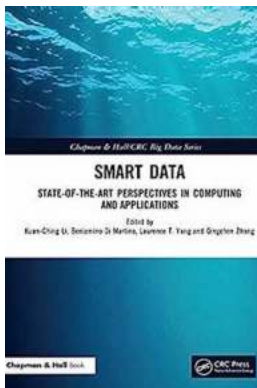 Chapman & Hall/CRC Big Data Series
SMART DATA
STATE-OF-THE-ART PERSPECTIVES IN COMPUTING
AND APPLICATIONS
Edited by
Kuan-Ching Li, Beniamino Di Martino, Laurence T. Yang and Qingchen Zhang
Chapman & Hall Book
CRC Press